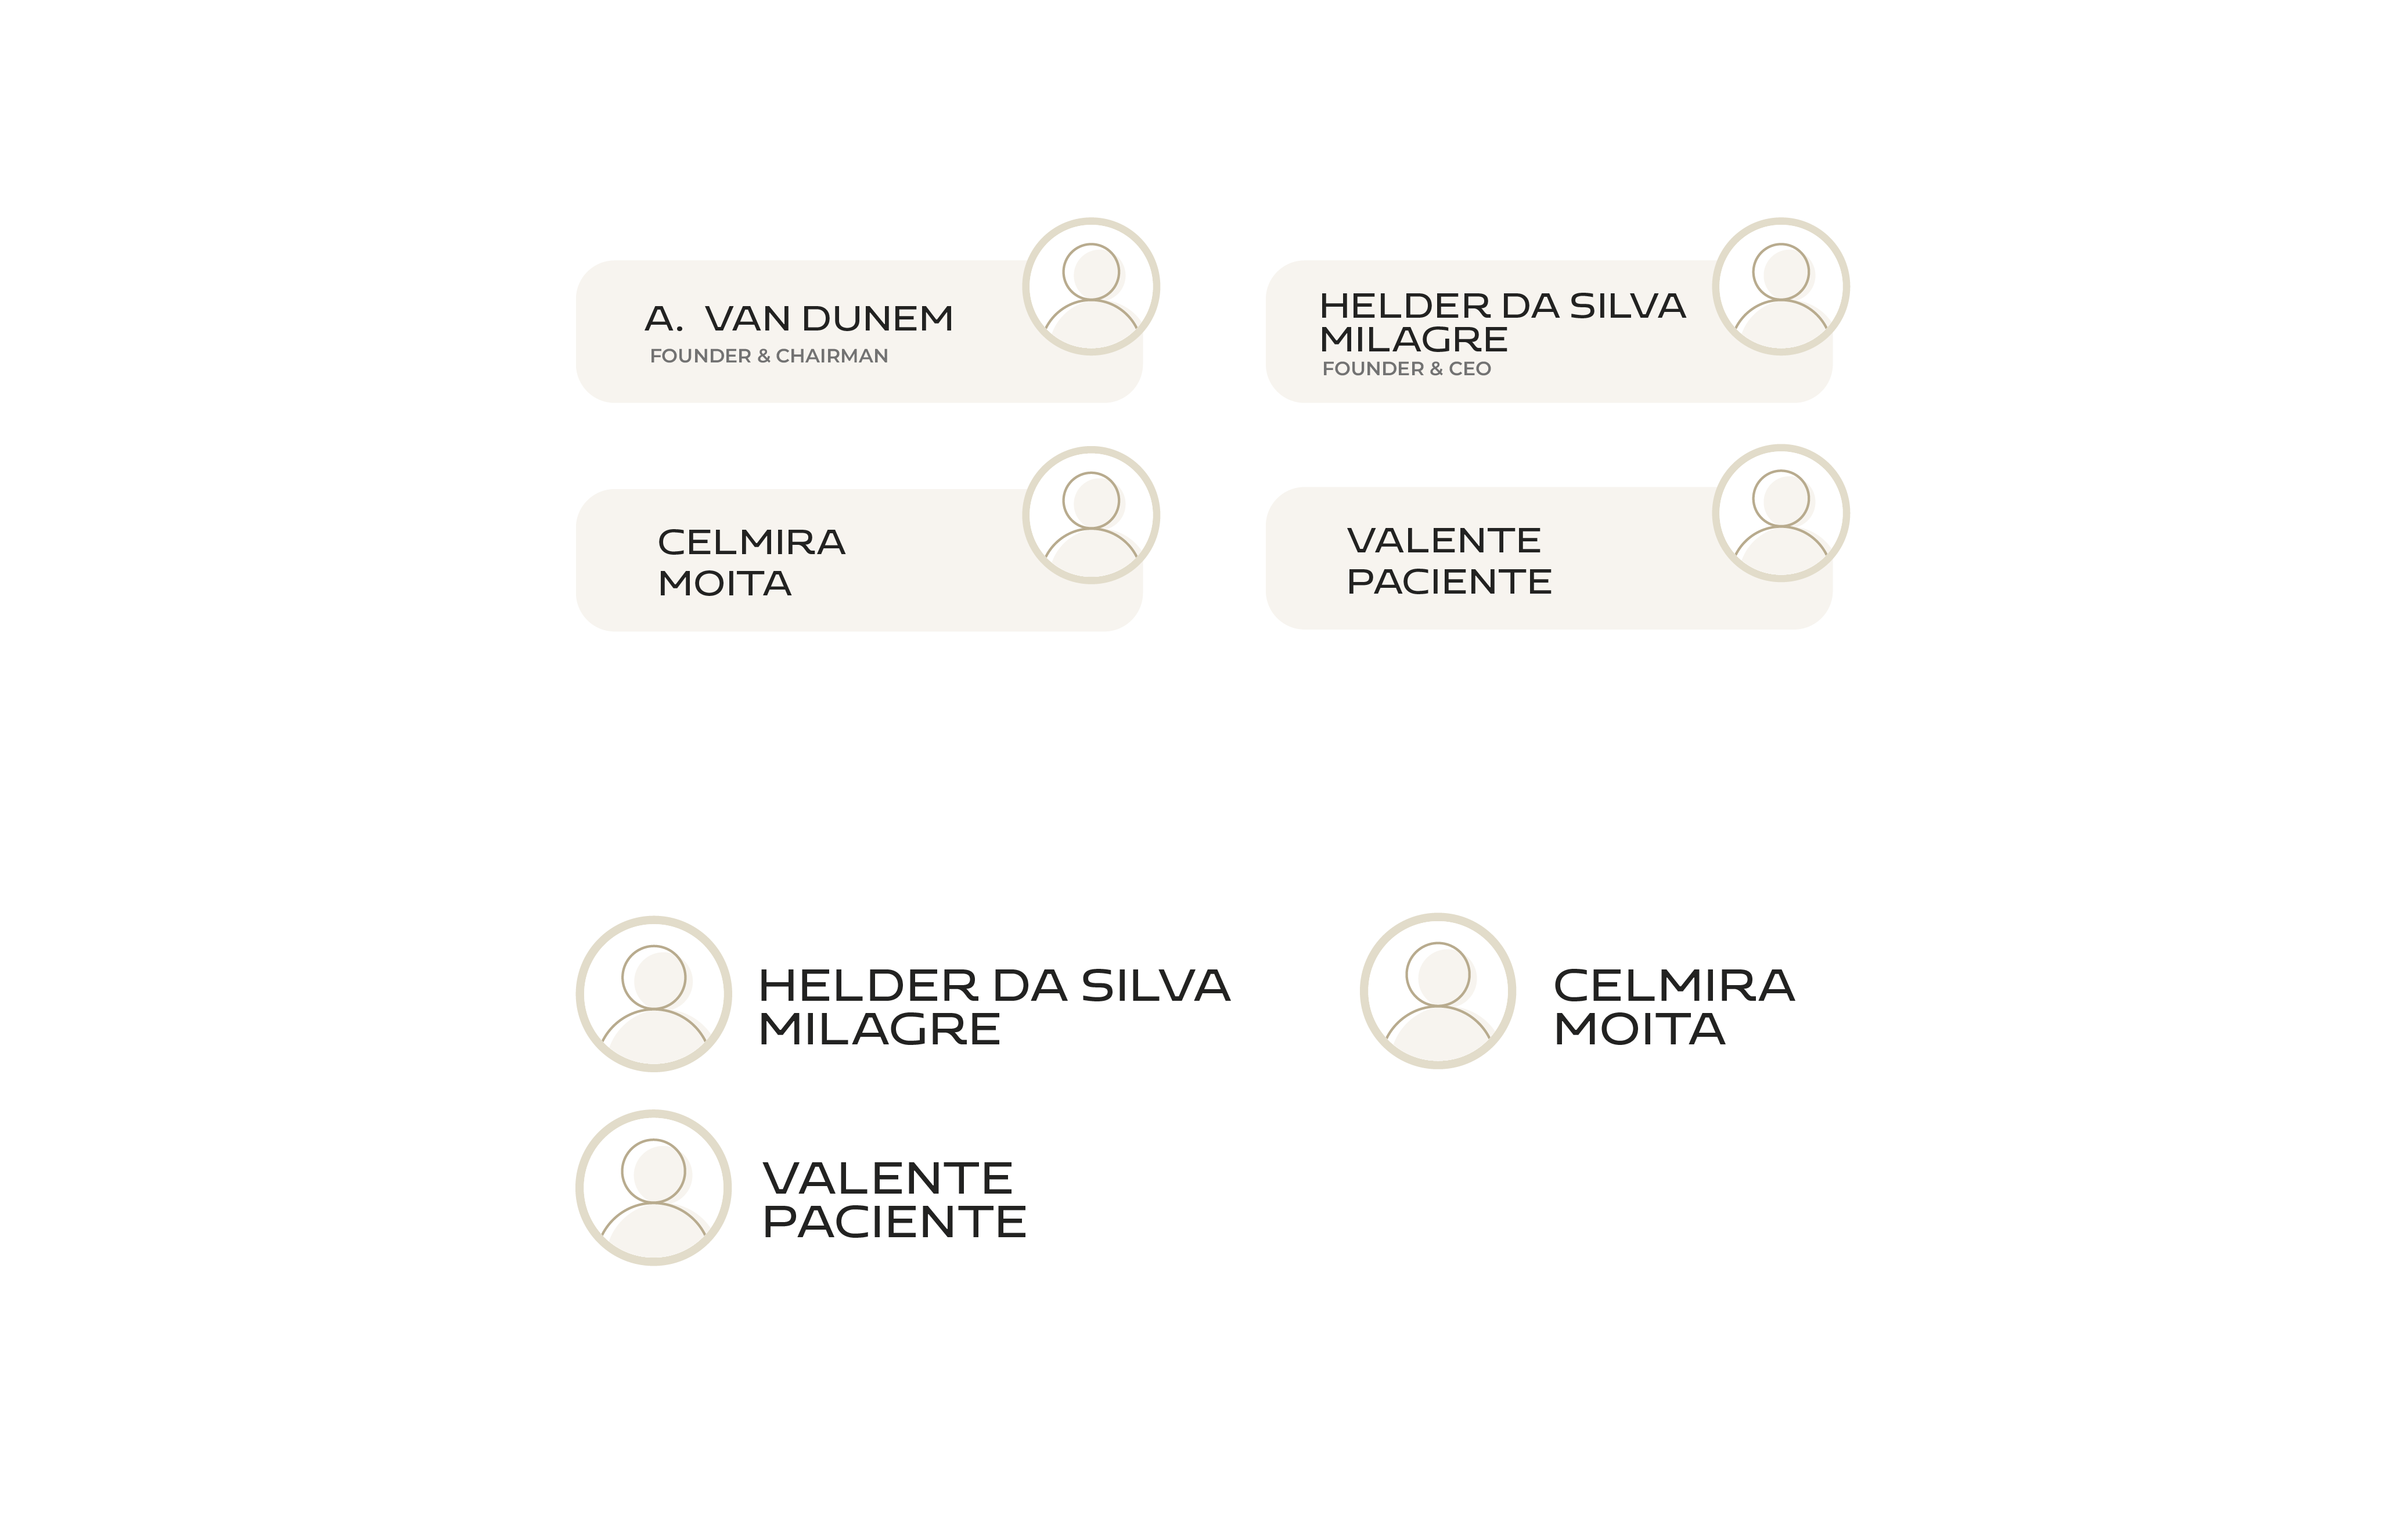 A. VAN DUNEM
FOUNDER & CHAIRMAN
HELDER DA SILVA
MILAGRE
FOUNDER & CEO
CELMIRA
MOITA
VALENTE
PACIENTE
HELDER DA SILVA
MILAGRE
CELMIRA
MOITA
VALENTE
PACIENTE